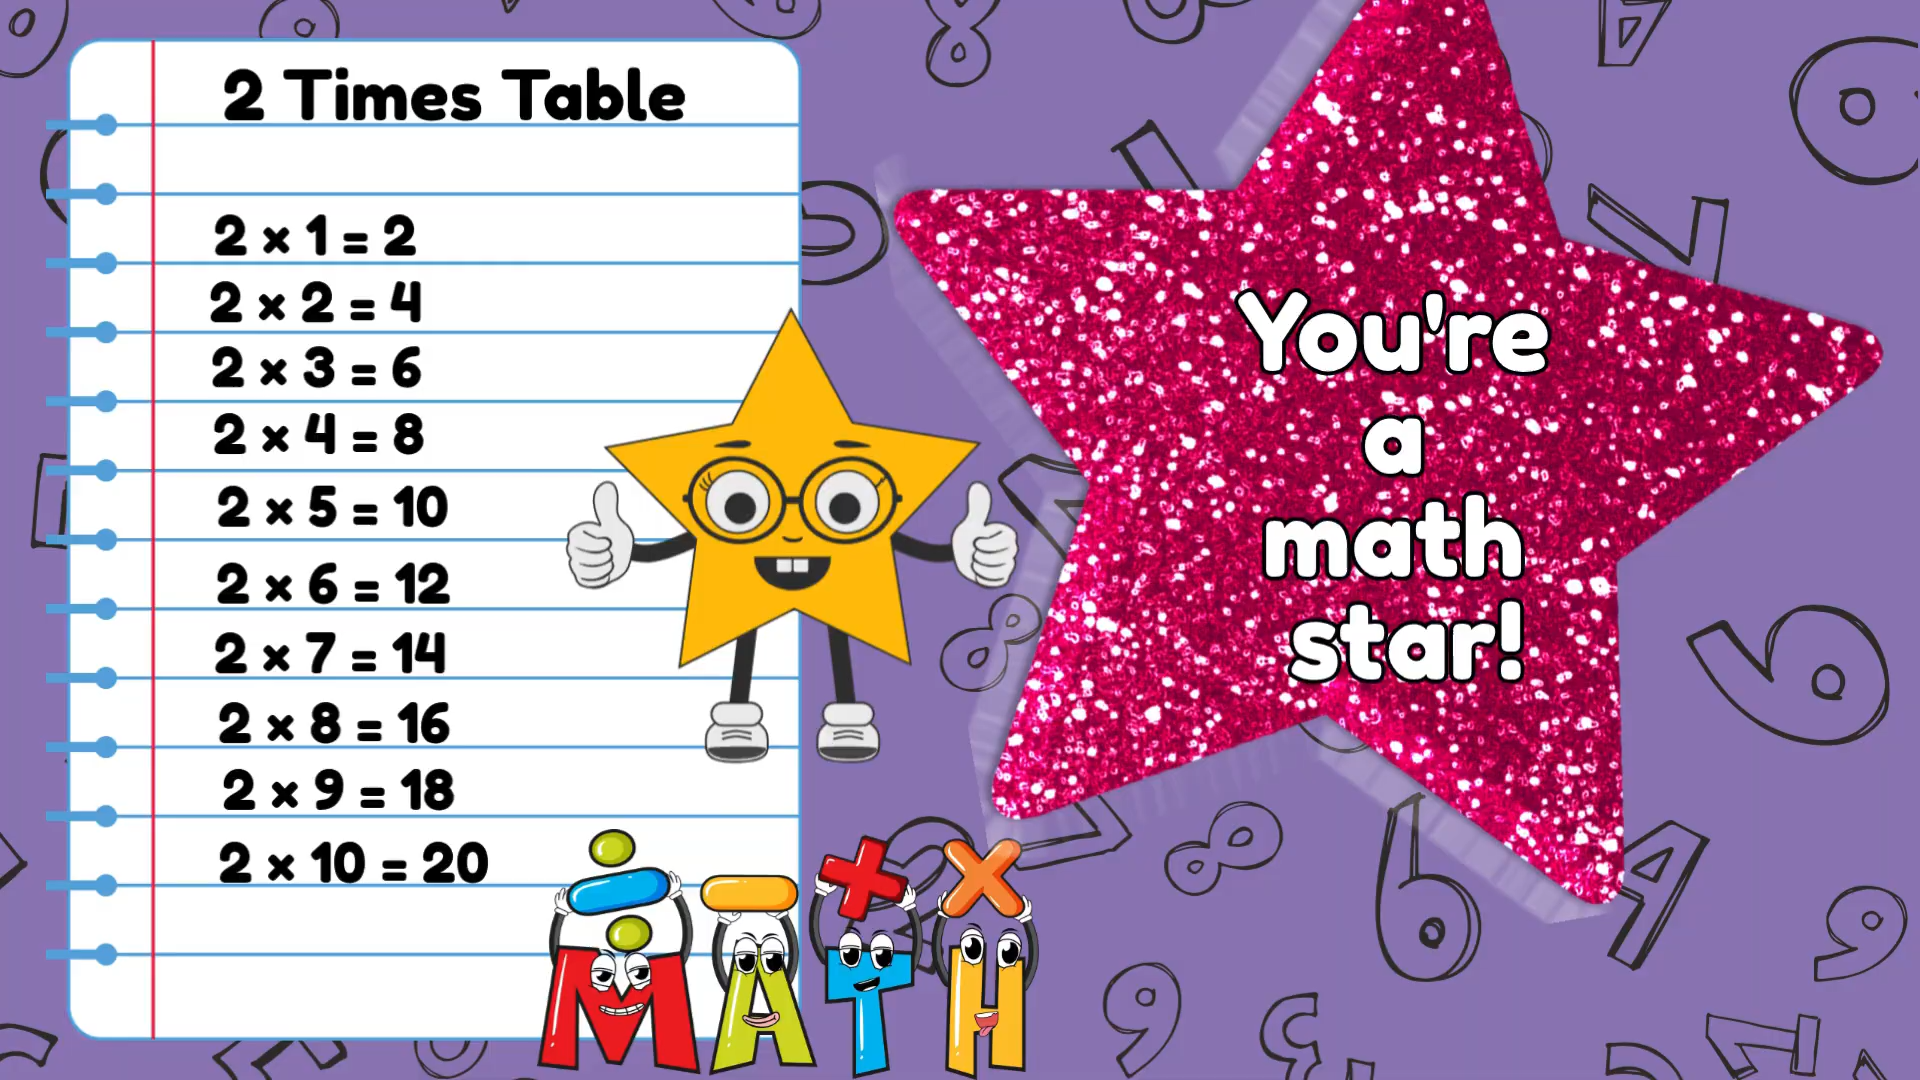 2 Times Table
2 × 1 = 2
2 × 2 = 4
2 × 3 = 6
2 × 4 = 8
2 × 5 = 10
2 × 6 = 12
2 × 7 = 14
2 × 8 = 16
2 × 9 = 18
2 × 10 = 20
You're
a
math
star!
MATH